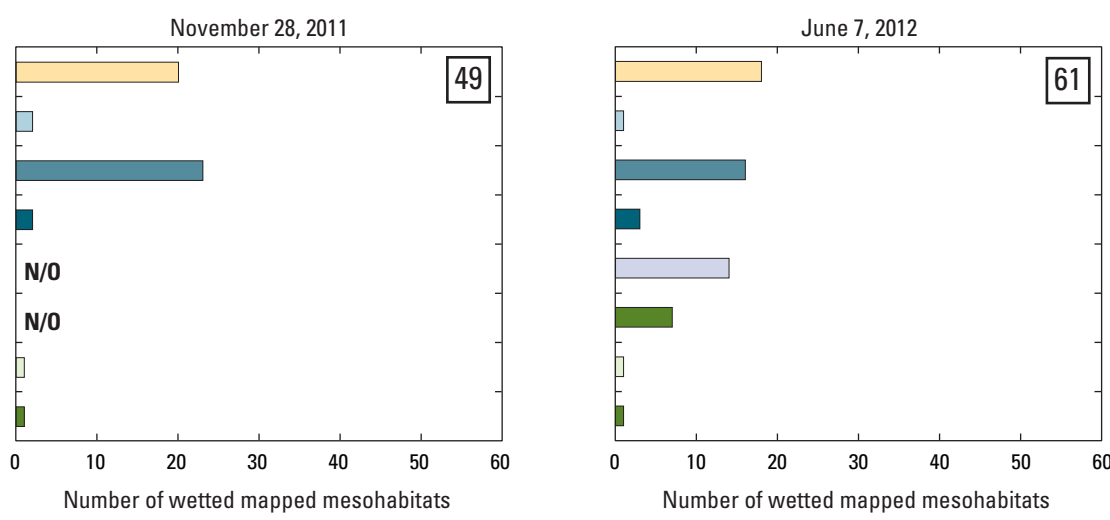 November 28, 2011
49
N/O
N/O
0 10 20 30 40 50 60
Number of wetted mapped mesohabitats
June 7, 2012
61
0 10 20 30 40 50 60
Number of wetted mapped mesohabitats